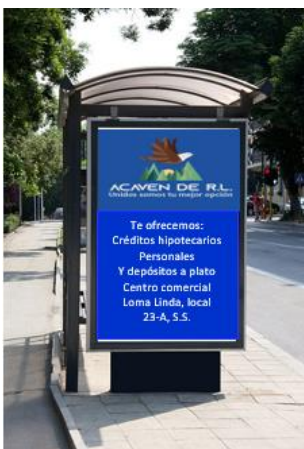 ACAVEN DE R.L.
Unidos somos tu mejor opción
Te ofrecemos:
Créditos hipotecarios
Personales
Y depósitos a plato
Centro comercial
Loma Linda, local
23-A, S.S.